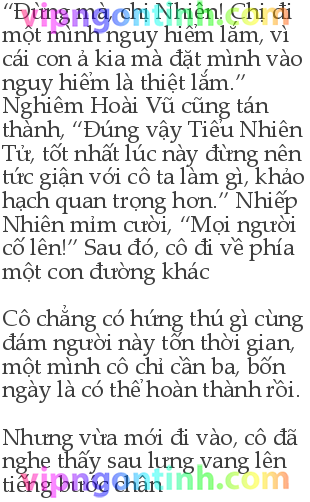 “Đừng mà, chị Nhiên! Chị đi
một mình nguy hiểm lắm, vì
cái con ả kia mà đặt mình vào
nguy hiểm là thiệt lắm.”
Nghiêm Hoài Vũ cũng tán
thành, “Đúng vậy Tiểu Nhiên
Tử, tốt nhất lúc này đừng nên
tức giận với cô ta làm gì, khảo
hạch quan trọng hơn.” Nhiếp
Nhiên mỉm cười, “Mọi người
cố lên!” Sau đó, cô đi về phía
một con đường khác
Cô chẳng có hứng thú gì cùng
đám người này tốn thời gian,
một mình cô chỉ cần ba, bốn
ngày là có thể hoàn thành rồi.
Nhưng vừa mới đi vào, cô đã
nghe thấy sau lưng vang lên
tiếng bước chân
vipngontinh.com
vipngontinh.com